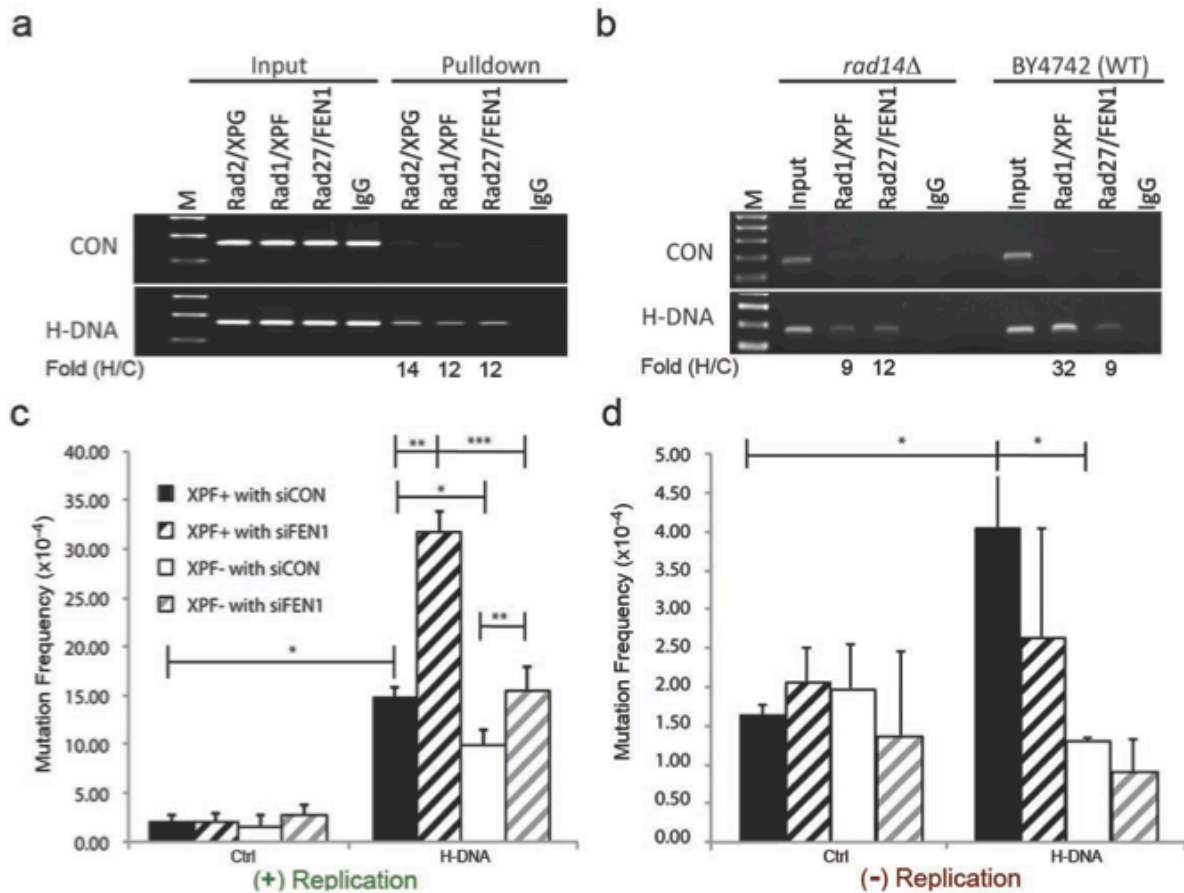 a
Input
Pulldown
M
Rad2/XPG
Rad1/XPF
Rad27/FEN1
IgG
Rad2/XPG
Rad1/XPF
Rad27/FEN1
IgG
CON
H-DNA
Fold (H/C)
14 12 12
b
rad14Δ
BY4742 (WT)
M
Input
Rad1/XPF
Rad27/FEN1
IgG
Input
Rad1/XPF
Rad27/FEN1
IgG
CON
H-DNA
Fold (H/C)
9 12 32 9
c
Mutation Frequency (x10⁻⁴)
40.00
35.00
30.00
25.00
20.00
15.00
10.00
5.00
0.00
XPF+ with siCON
XPF+ with siFEN1
XPF- with siCON
XPF- with siFEN1
** ***
*
**
*
Ctrl
H-DNA
(+) Replication
d
Mutation Frequency (x10⁻⁴)
5.00
4.50
4.00
3.50
3.00
2.50
2.00
1.50
1.00
0.50
0.00
* *
Ctrl
H-DNA
(-) Replication